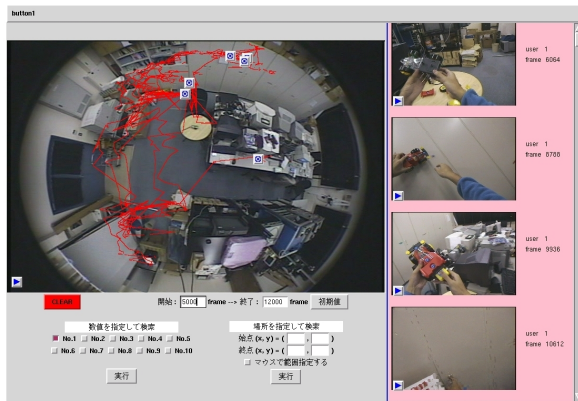 button1
user 1
frame 6064
user 1
frame 8788
user 1
frame 9936
user 1
frame 10612
CLEAR
開始 : 5000 frame --> 終了 : 12000 frame 初期値
数値を指定して検索
No.1 No.2 No.3 No.4 No.5
No.6 No.7 No.8 No.9 No.10
実行
場所を指定して検索
始点 (x, y) = ( , )
終点 (x, y) = ( , )
マウスで範囲指定する
実行